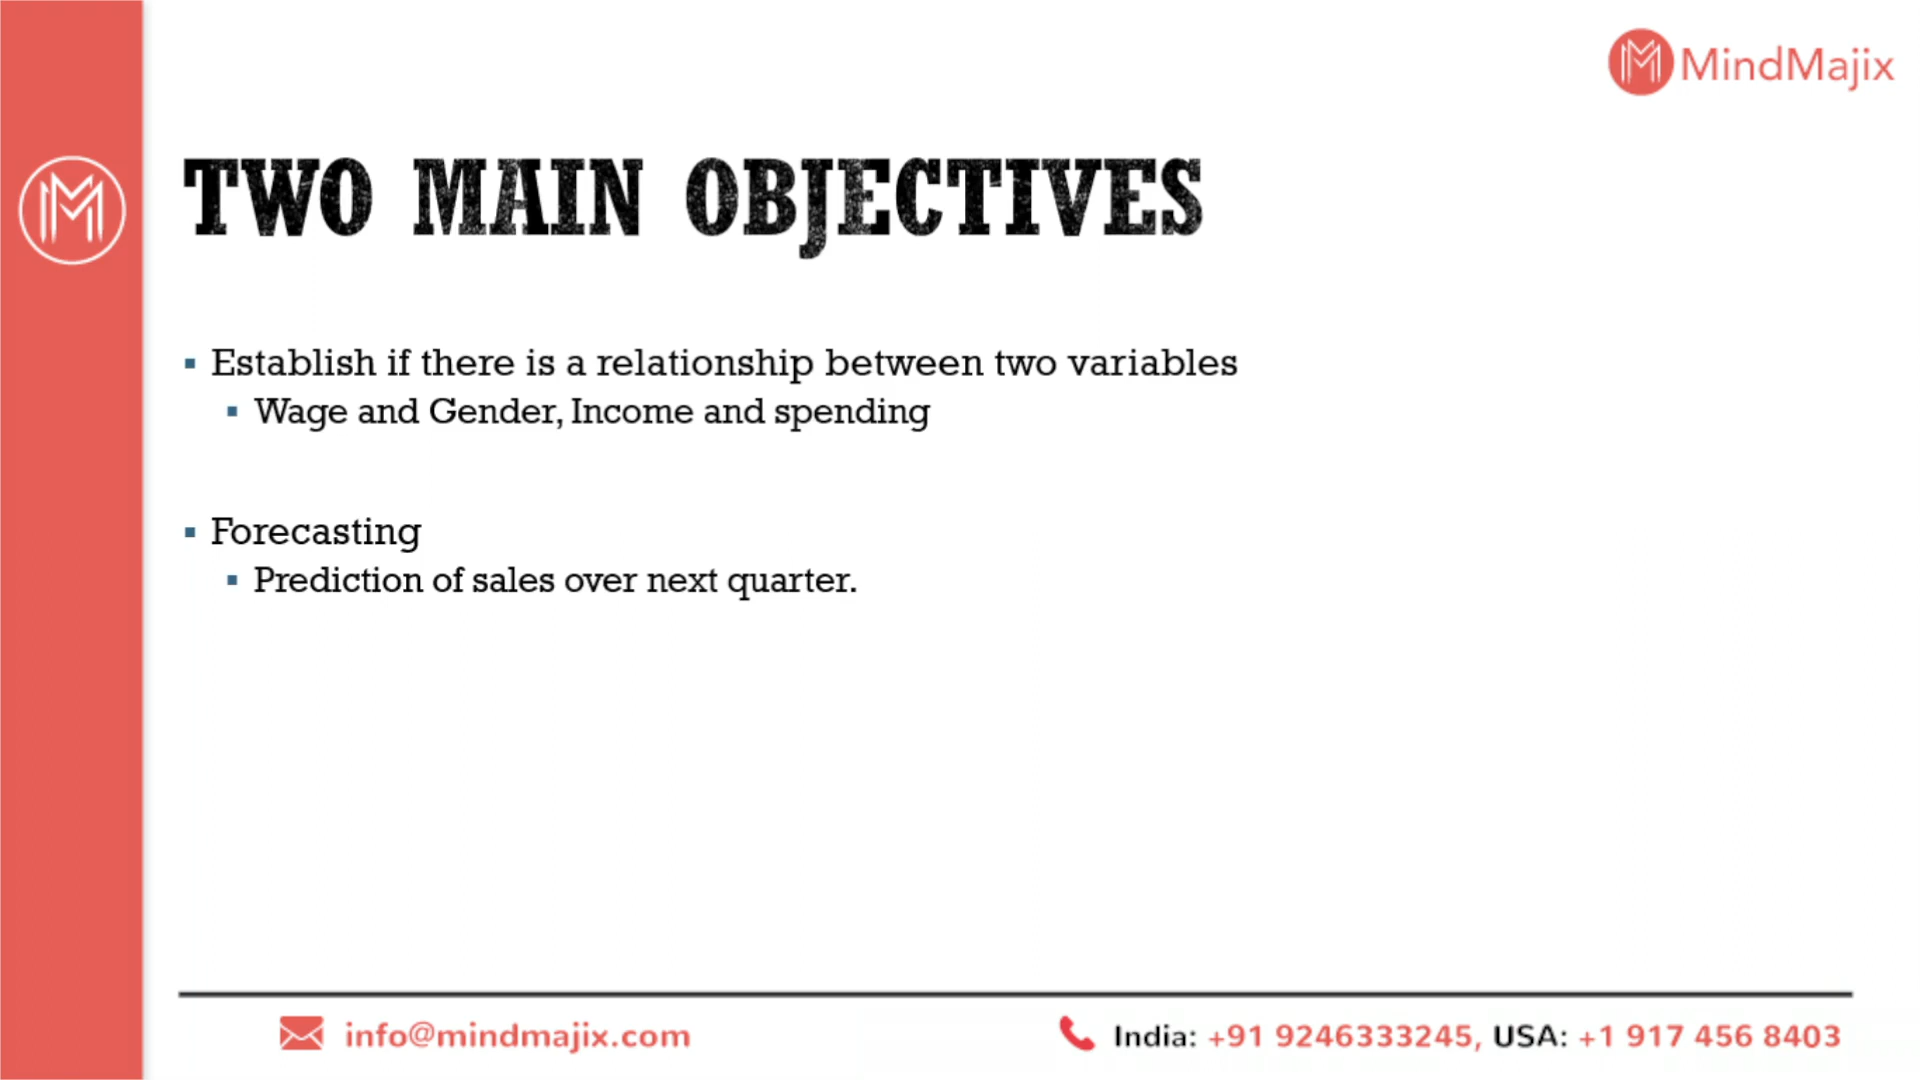 MindMajix
TWO MAIN OBJECTIVES
Establish if there is a relationship between two variables
Wage and Gender, Income and spending
Forecasting
Prediction of sales over next quarter.
info@mindmajix.com
India: +91 9246333245, USA: +1 917 456 8403